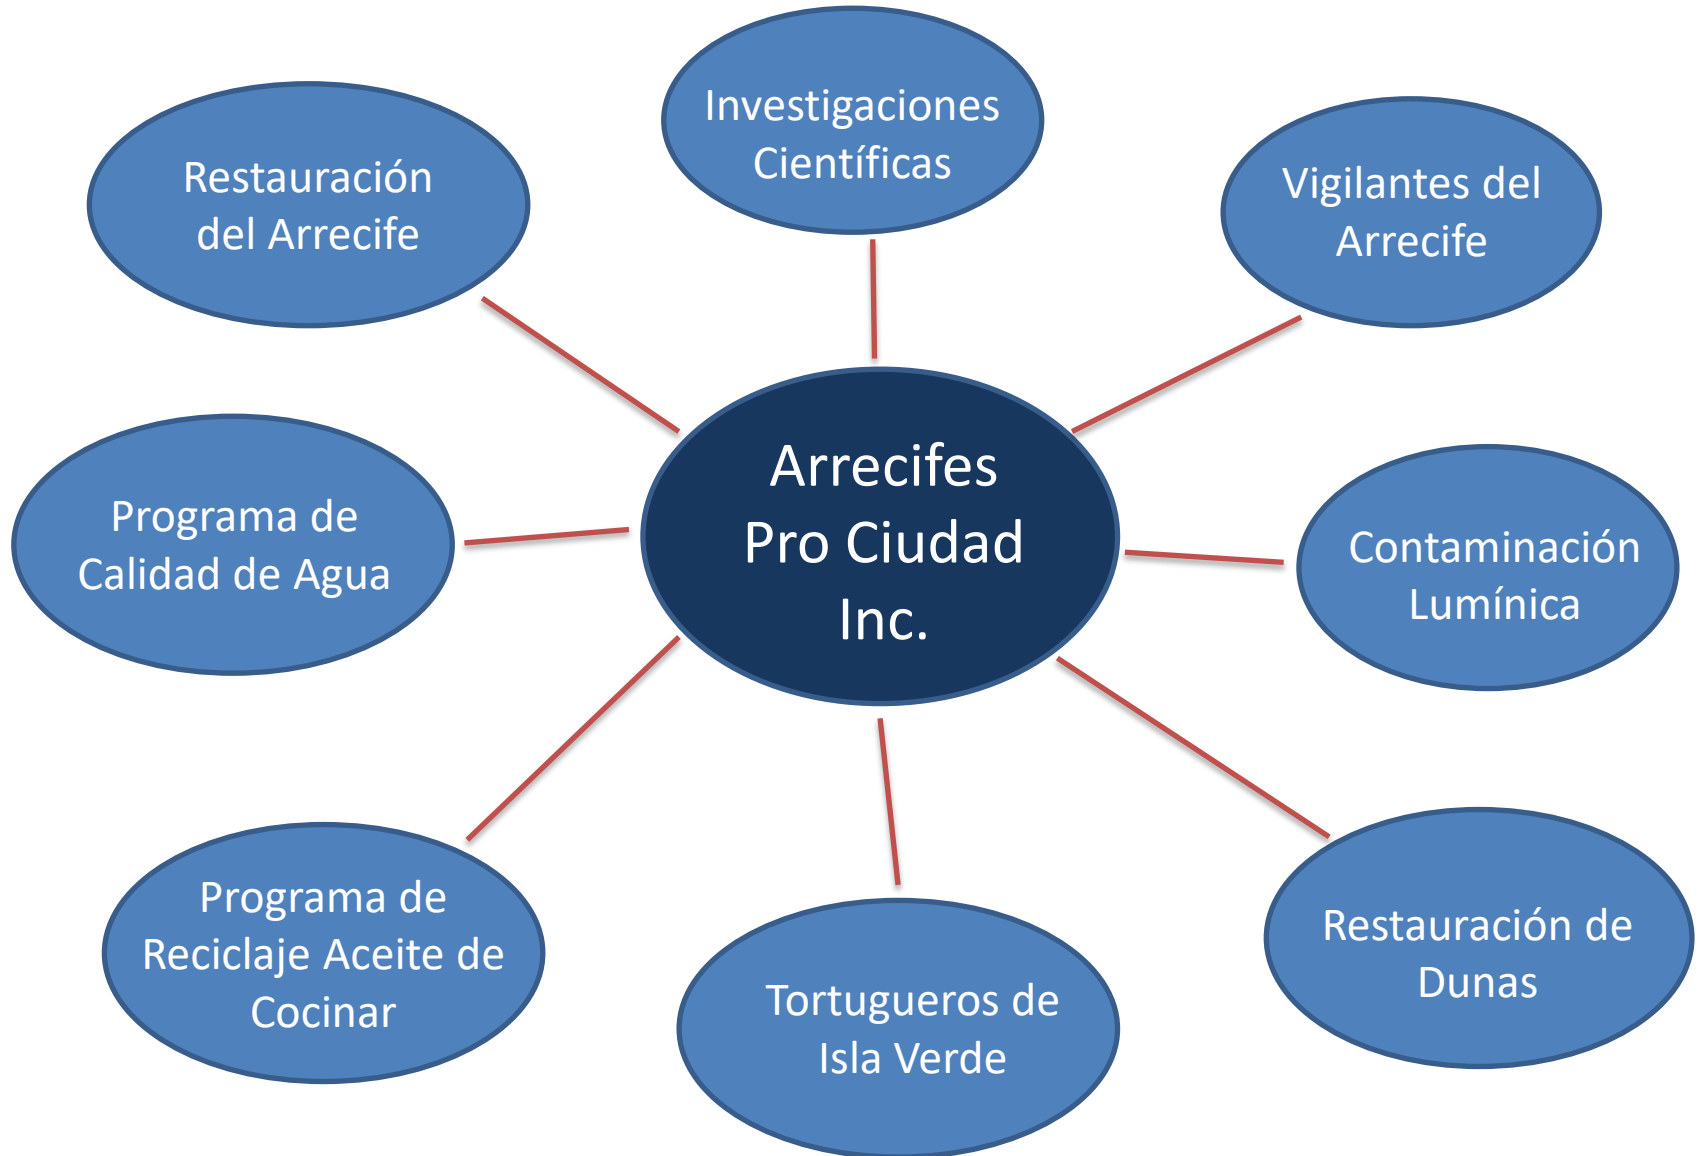 Investigaciones
Científicas
Restauración
del Arrecife
Vigilantes del
Arrecife
Arrecifes
Pro Ciudad
Inc.
Programa de
Calidad de Agua
Contaminación
Lumínica
Programa de
Reciclaje Aceite de
Cocinar
Tortugueros de
Isla Verde
Restauración de
Dunas